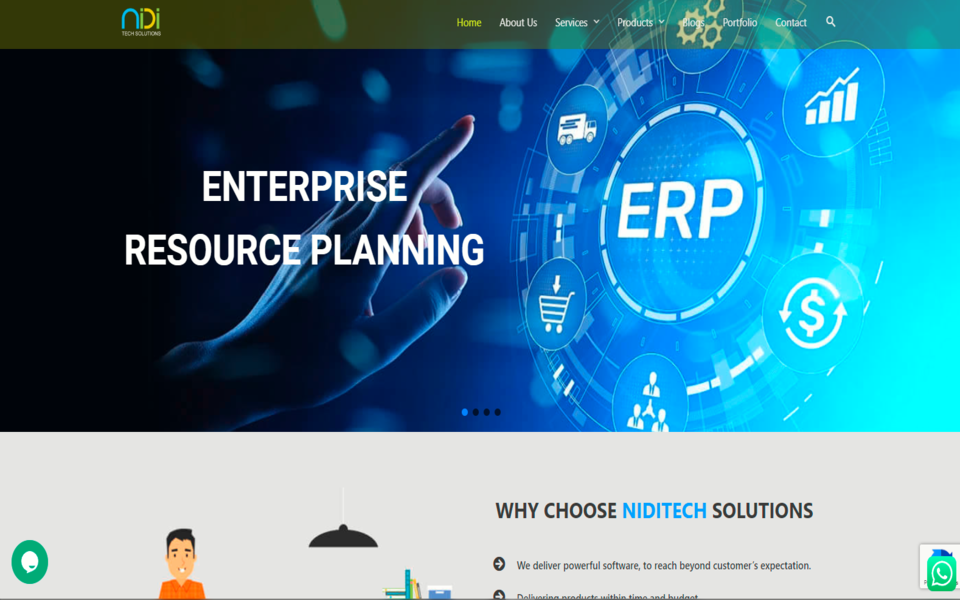 NiDi
TECH SOLUTIONS
Home About Us Services Products Blogs Portfolio Contact
ENTERPRISE
RESOURCE PLANNING
ERP
WHY CHOOSE NIDITECH SOLUTIONS
We deliver powerful software, to reach beyond customer's expectation.
Delivering products within time and budget